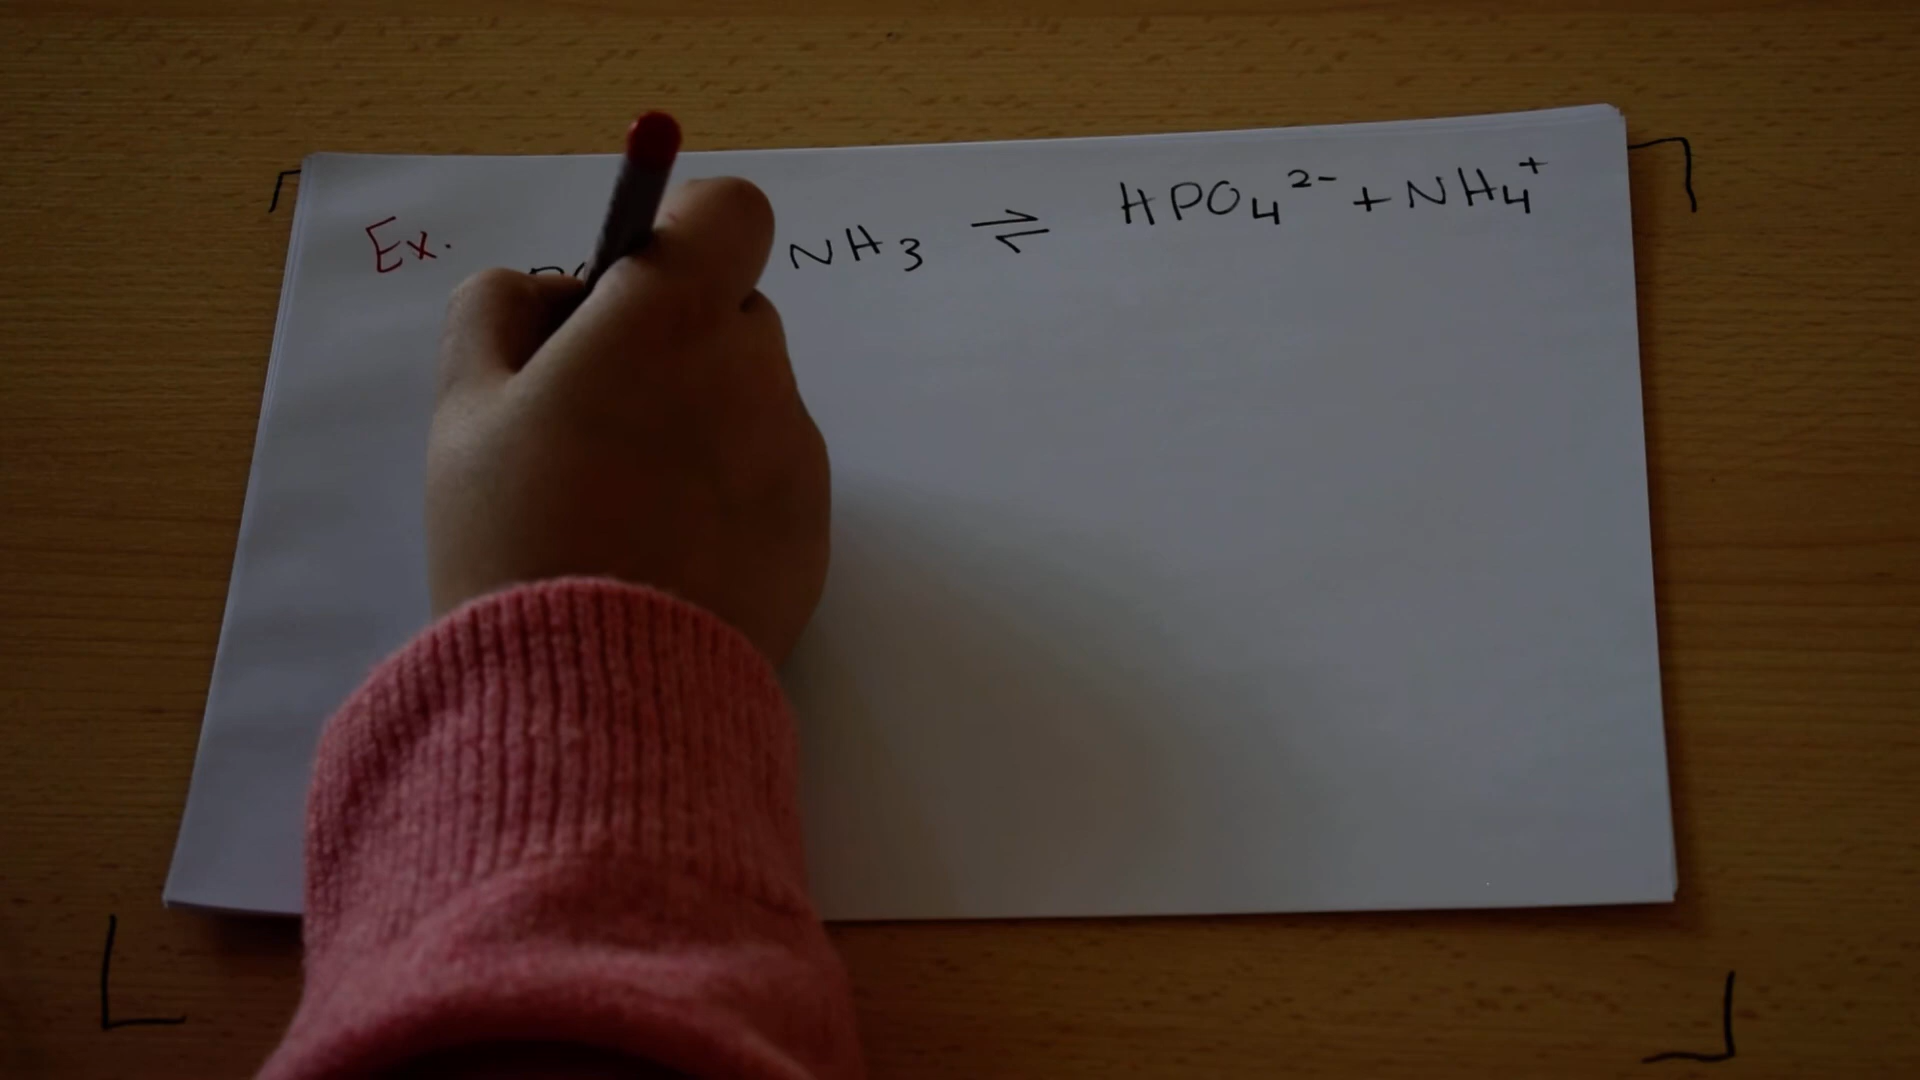 Ex. NH3 ⇌ HPO4^2- + NH4^+